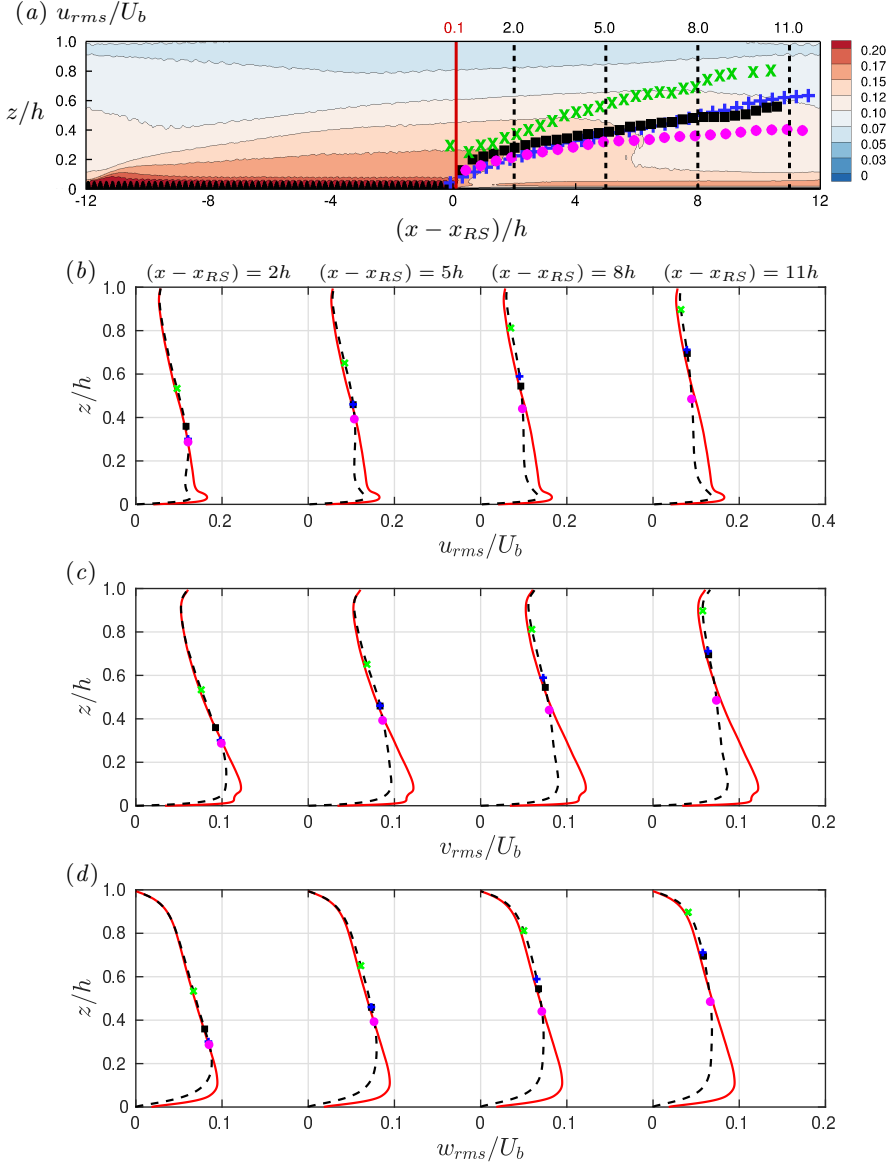 (a) u_rms/U_b
0.1 2.0 5.0 8.0 11.0
z/h
1.0
0.8
0.6
0.4
0.2
0
-12 -8 -4 0 4 8 12
(x − x_RS)/h
0.20
0.17
0.15
0.12
0.10
0.07
0.05
0.03
0
(b) (x − x_RS) = 2h (x − x_RS) = 5h (x − x_RS) = 8h (x − x_RS) = 11h
z/h
1.0
0.8
0.6
0.4
0.2
0
0 0.2 0 0.2 0 0.2 0 0.2 0.4
u_rms/U_b
(c)
z/h
1.0
0.8
0.6
0.4
0.2
0
0 0.1 0 0.1 0 0.1 0 0.1 0.2
v_rms/U_b
(d)
z/h
1.0
0.8
0.6
0.4
0.2
0
0 0.1 0 0.1 0 0.1 0 0.1 0.2
w_rms/U_b